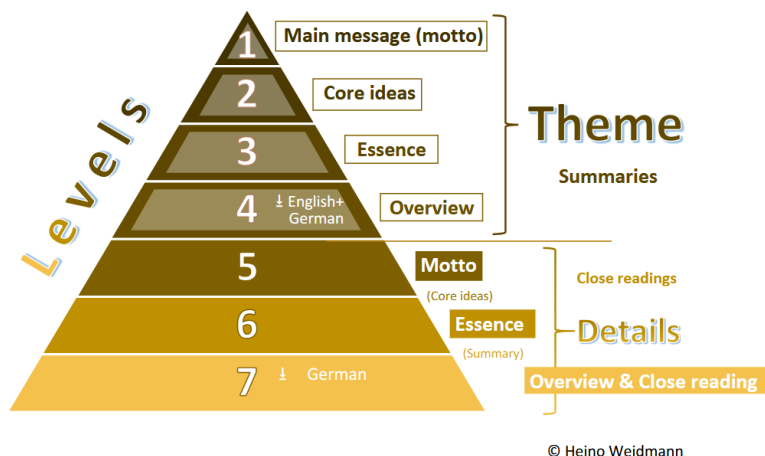 Levels
1
Main message (motto)
2
Core ideas
Theme
3
Essence
Summaries
4
⤓ English+
German
Overview
5
Motto
(Core ideas)
Close readings
6
Essence
(Summary)
Details
7
⤓ German
Overview & Close reading
© Heino Weidmann